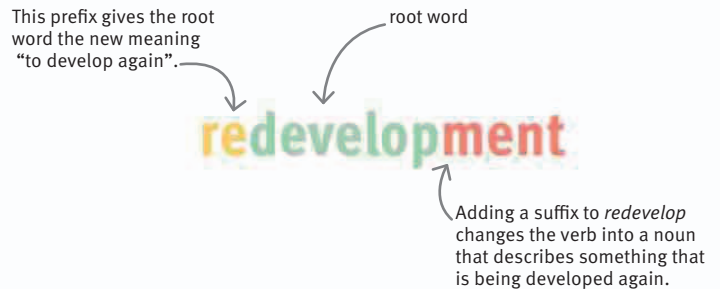 This prefix gives the root
word the new meaning
“to develop again”.
root word
redevelopment
Adding a suffix to redevelop
changes the verb into a noun
that describes something that
is being developed again.